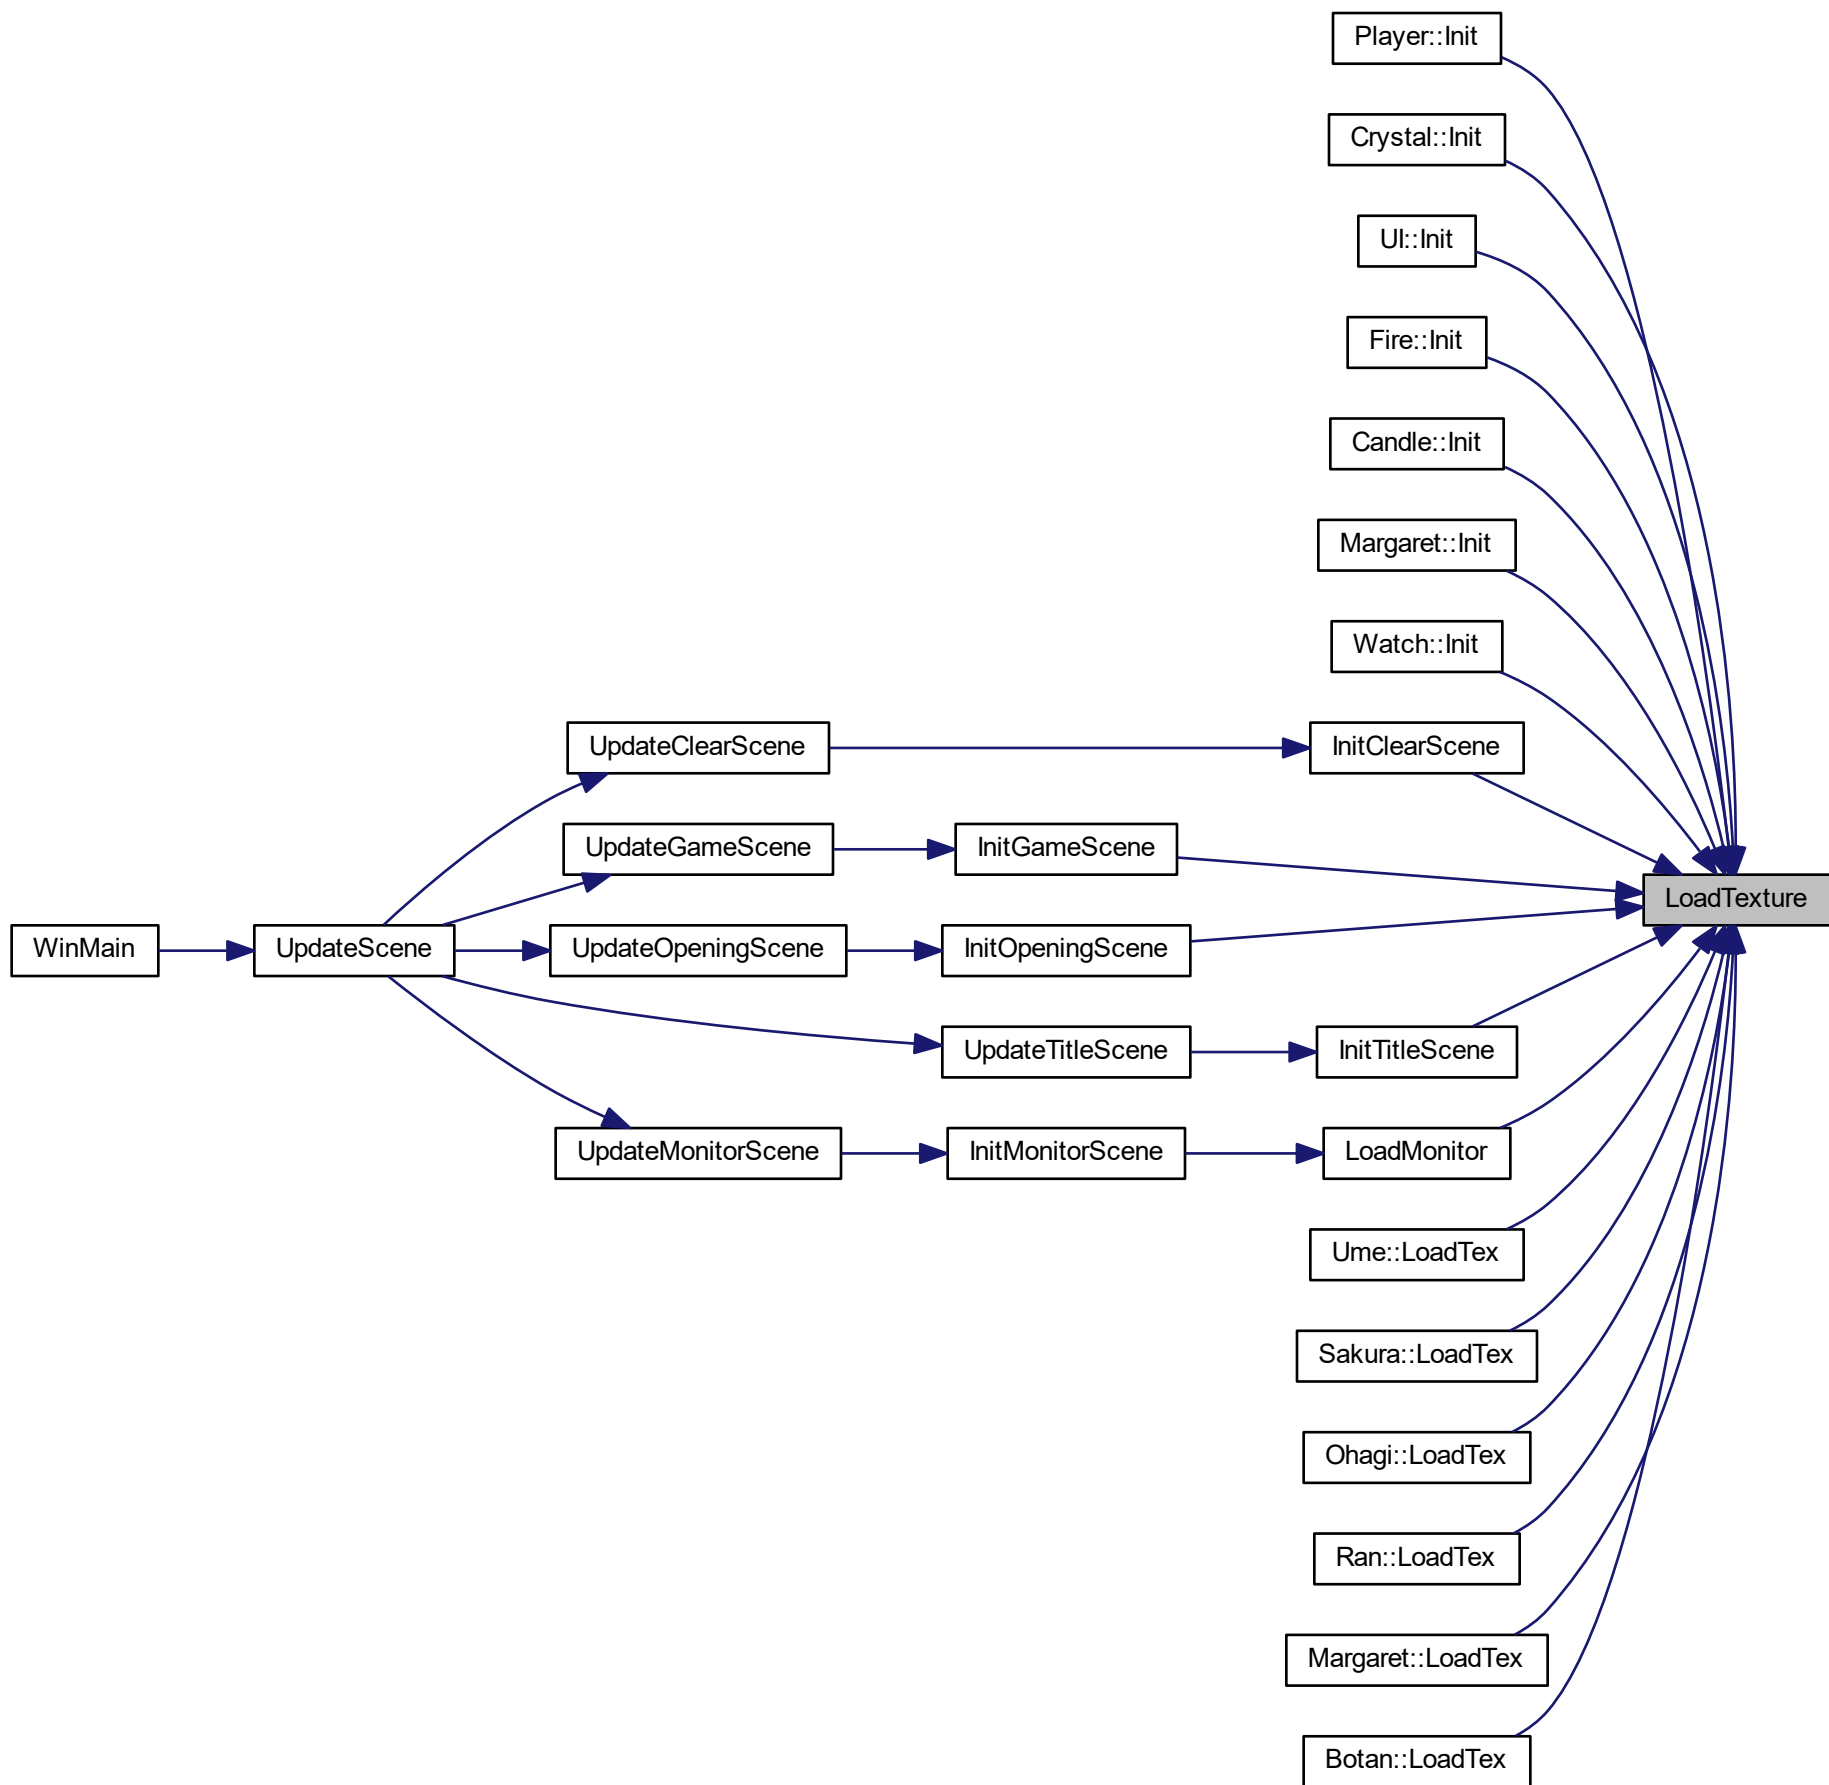 Player::Init
Crystal::Init
UI::Init
Fire::Init
Candle::Init
Margaret::Init
Watch::Init
UpdateClearScene
InitClearScene
UpdateGameScene
InitGameScene
LoadTexture
WinMain
UpdateScene
UpdateOpeningScene
InitOpeningScene
UpdateTitleScene
InitTitleScene
UpdateMonitorScene
InitMonitorScene
LoadMonitor
Ume::LoadTex
Sakura::LoadTex
Ohagi::LoadTex
Ran::LoadTex
Margaret::LoadTex
Botan::LoadTex